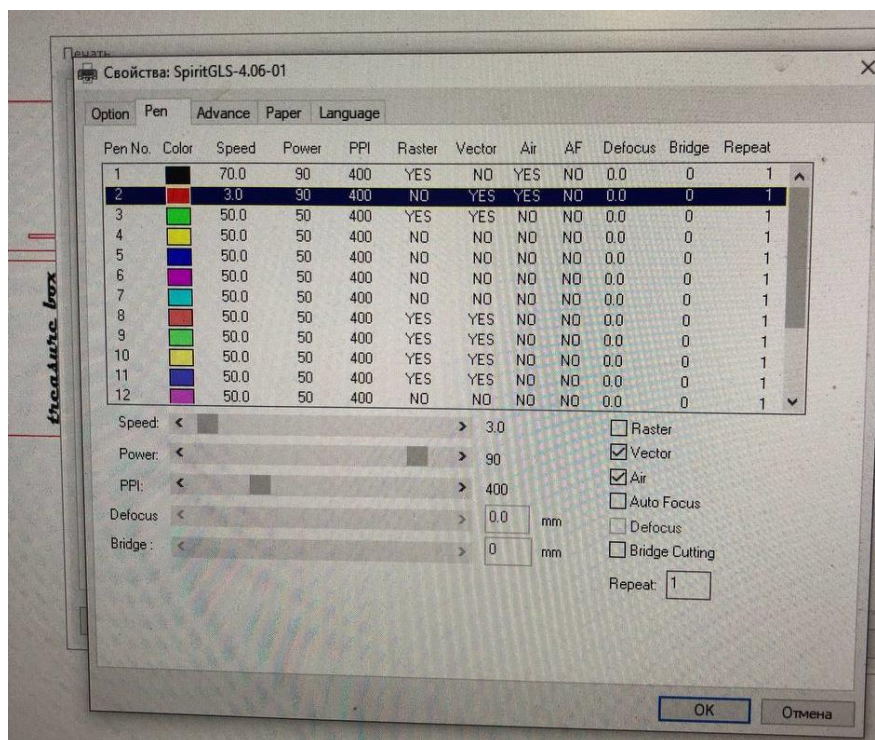 Печать
Свойства: SpiritGLS-4.06-01
Option Pen Advance Paper Language
Pen No. Color Speed Power PPI Raster Vector Air AF Defocus Bridge Repeat
1 70.0 90 400 YES NO YES NO 0.0 0 1
2 3.0 90 400 NO YES YES NO 0.0 0 1
3 50.0 50 400 YES YES NO NO 0.0 0 1
4 50.0 50 400 NO NO NO NO 0.0 0 1
5 50.0 50 400 NO NO NO NO 0.0 0 1
6 50.0 50 400 NO NO NO NO 0.0 0 1
7 50.0 50 400 NO NO NO NO 0.0 0 1
8 50.0 50 400 YES YES NO NO 0.0 0 1
9 50.0 50 400 YES YES NO NO 0.0 0 1
10 50.0 50 400 YES YES NO NO 0.0 0 1
11 50.0 50 400 YES YES NO NO 0.0 0 1
12 50.0 50 400 NO NO NO NO 0.0 0 1
treasure box
Speed: 3.0
Power: 90
PPI: 400
Defocus 0.0 mm
Bridge : 0 mm
Raster
Vector
Air
Auto Focus
Defocus
Bridge Cutting
Repeat: 1
OK Отмена